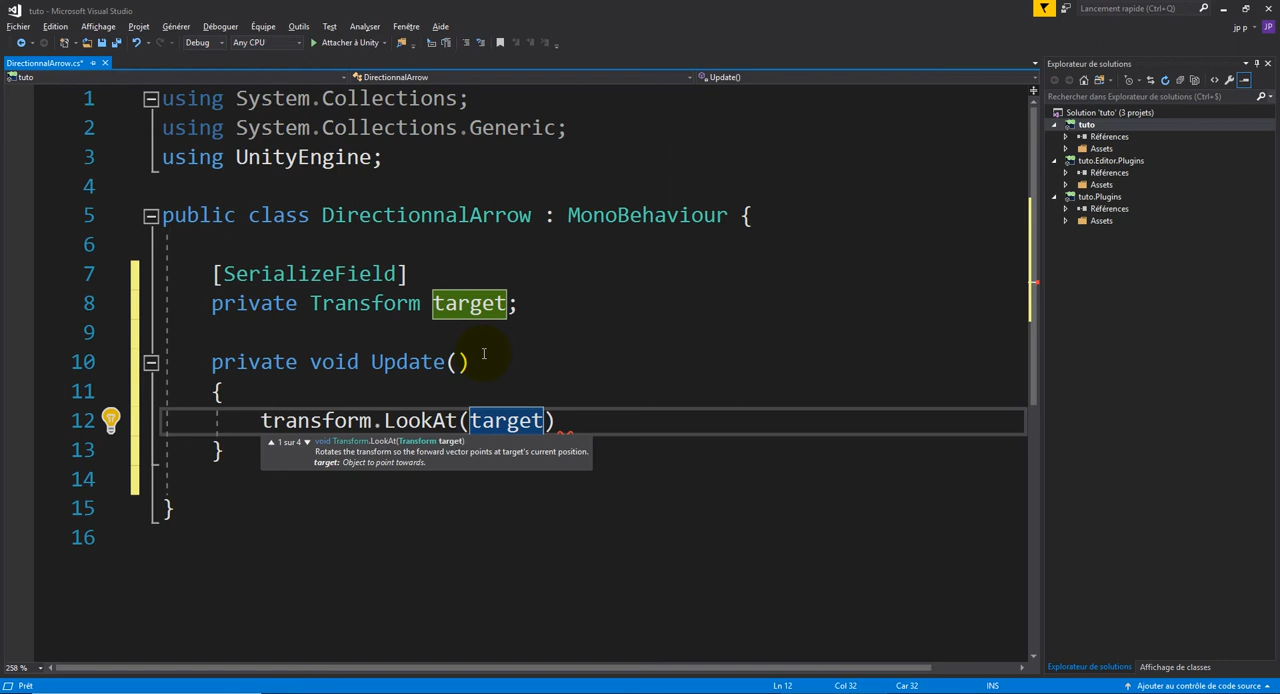 tuto - Microsoft Visual Studio
Lancement rapide (Ctrl+Q)
Fichier Edition Affichage Projet Générer Déboguer Équipe Outils Test Analyser Fenêtre Aide
jp p
JP
Debug Any CPU Attacher à Unity
DirectionnalArrow.cs*
tuto DirectionnalArrow Update()
1 using System.Collections;
2 using System.Collections.Generic;
3 using UnityEngine;
4
5 public class DirectionnalArrow : MonoBehaviour {
6
7 [SerializeField]
8 private Transform target;
9
10 private void Update()
11 {
12 transform.LookAt(target)
1 sur 4 void Transform.LookAt(Transform target)
Rotates the transform so the forward vector points at target's current position.
target: Object to point towards.
13 }
14
15 }
16
Explorateur de solutions
Rechercher dans Explorateur de solutions (Ctrl+$)
Solution 'tuto' (3 projets)
tuto
Références
Assets
tuto.Editor.Plugins
Références
Assets
tuto.Plugins
Références
Assets
258 %
Explorateur de solutions Affichage de classes
Prêt Ln 12 Col 32 Car 32 INS Ajouter au contrôle de code source